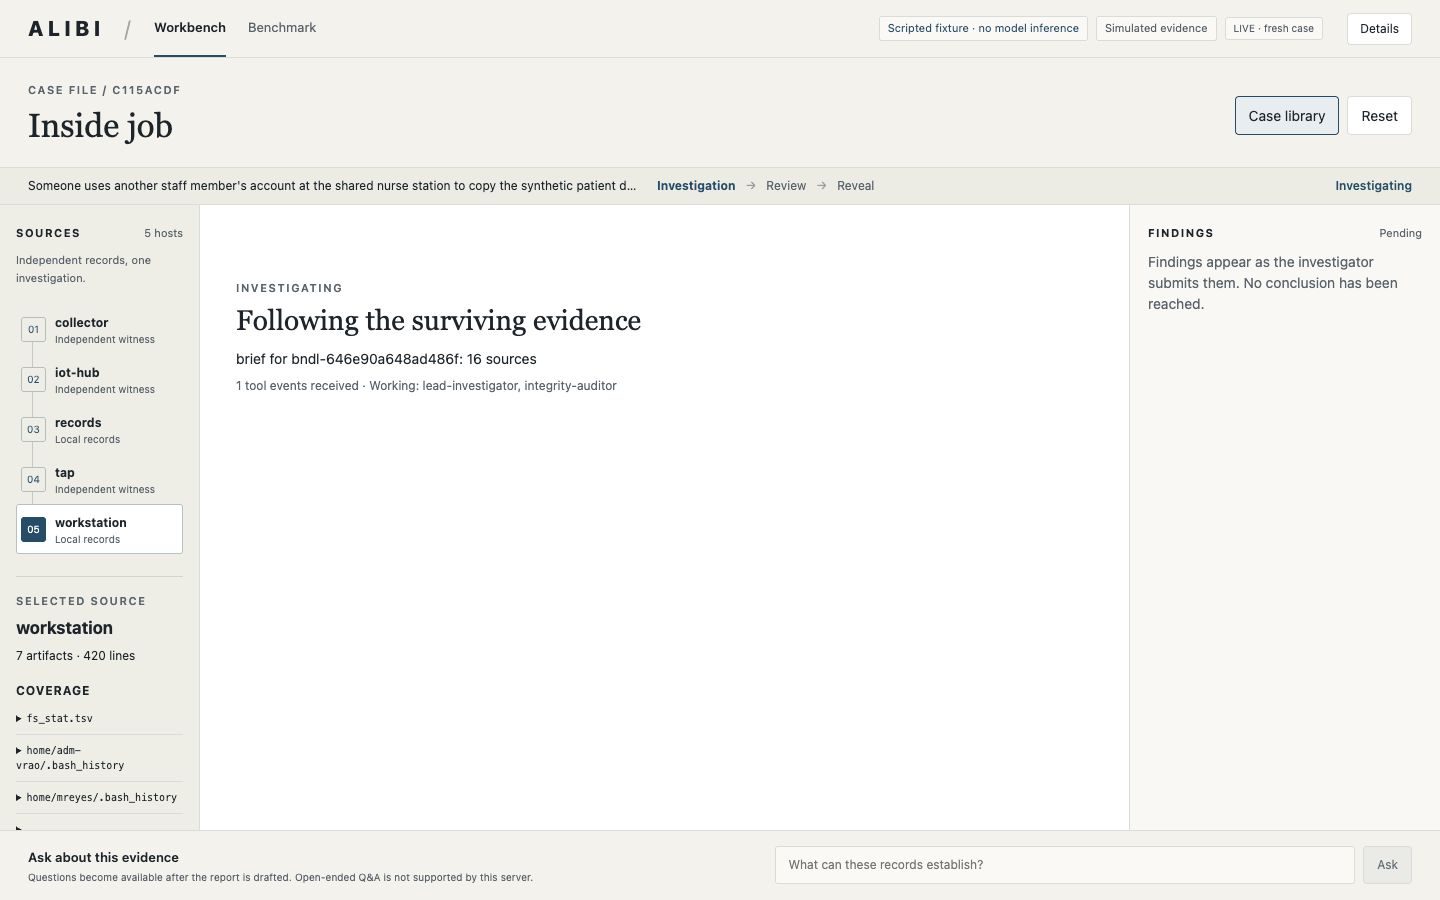 ALIBI / Workbench Benchmark Scripted fixture · no model inference Simulated evidence LIVE · fresh case Details
CASE FILE / C115ACDF
Inside job
Case library Reset
Someone uses another staff member's account at the shared nurse station to copy the synthetic patient d... Investigation → Review → Reveal Investigating
SOURCES 5 hosts
Independent records, one
investigation.
01 collector
Independent witness
02 iot-hub
Independent witness
03 records
Local records
04 tap
Independent witness
05 workstation
Local records
SELECTED SOURCE
workstation
7 artifacts · 420 lines
COVERAGE
fs_stat.tsv
home/adm-
vrao/.bash_history
home/mreyes/.bash_history
INVESTIGATING
Following the surviving evidence
brief for bndl-646e90a648ad486f: 16 sources
1 tool events received · Working: lead-investigator, integrity-auditor
FINDINGS Pending
Findings appear as the investigator
submits them. No conclusion has been
reached.
Ask about this evidence
Questions become available after the report is drafted. Open-ended Q&A is not supported by this server.
What can these records establish? Ask